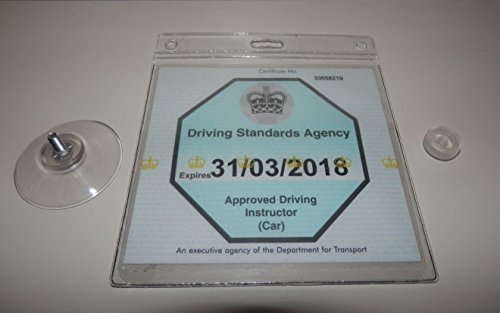 Certificate No. 33656219
Driving Standards Agency
Expires 31/03/2018
Approved Driving
Instructor
(Car)
An executive agency of the Department for Transport